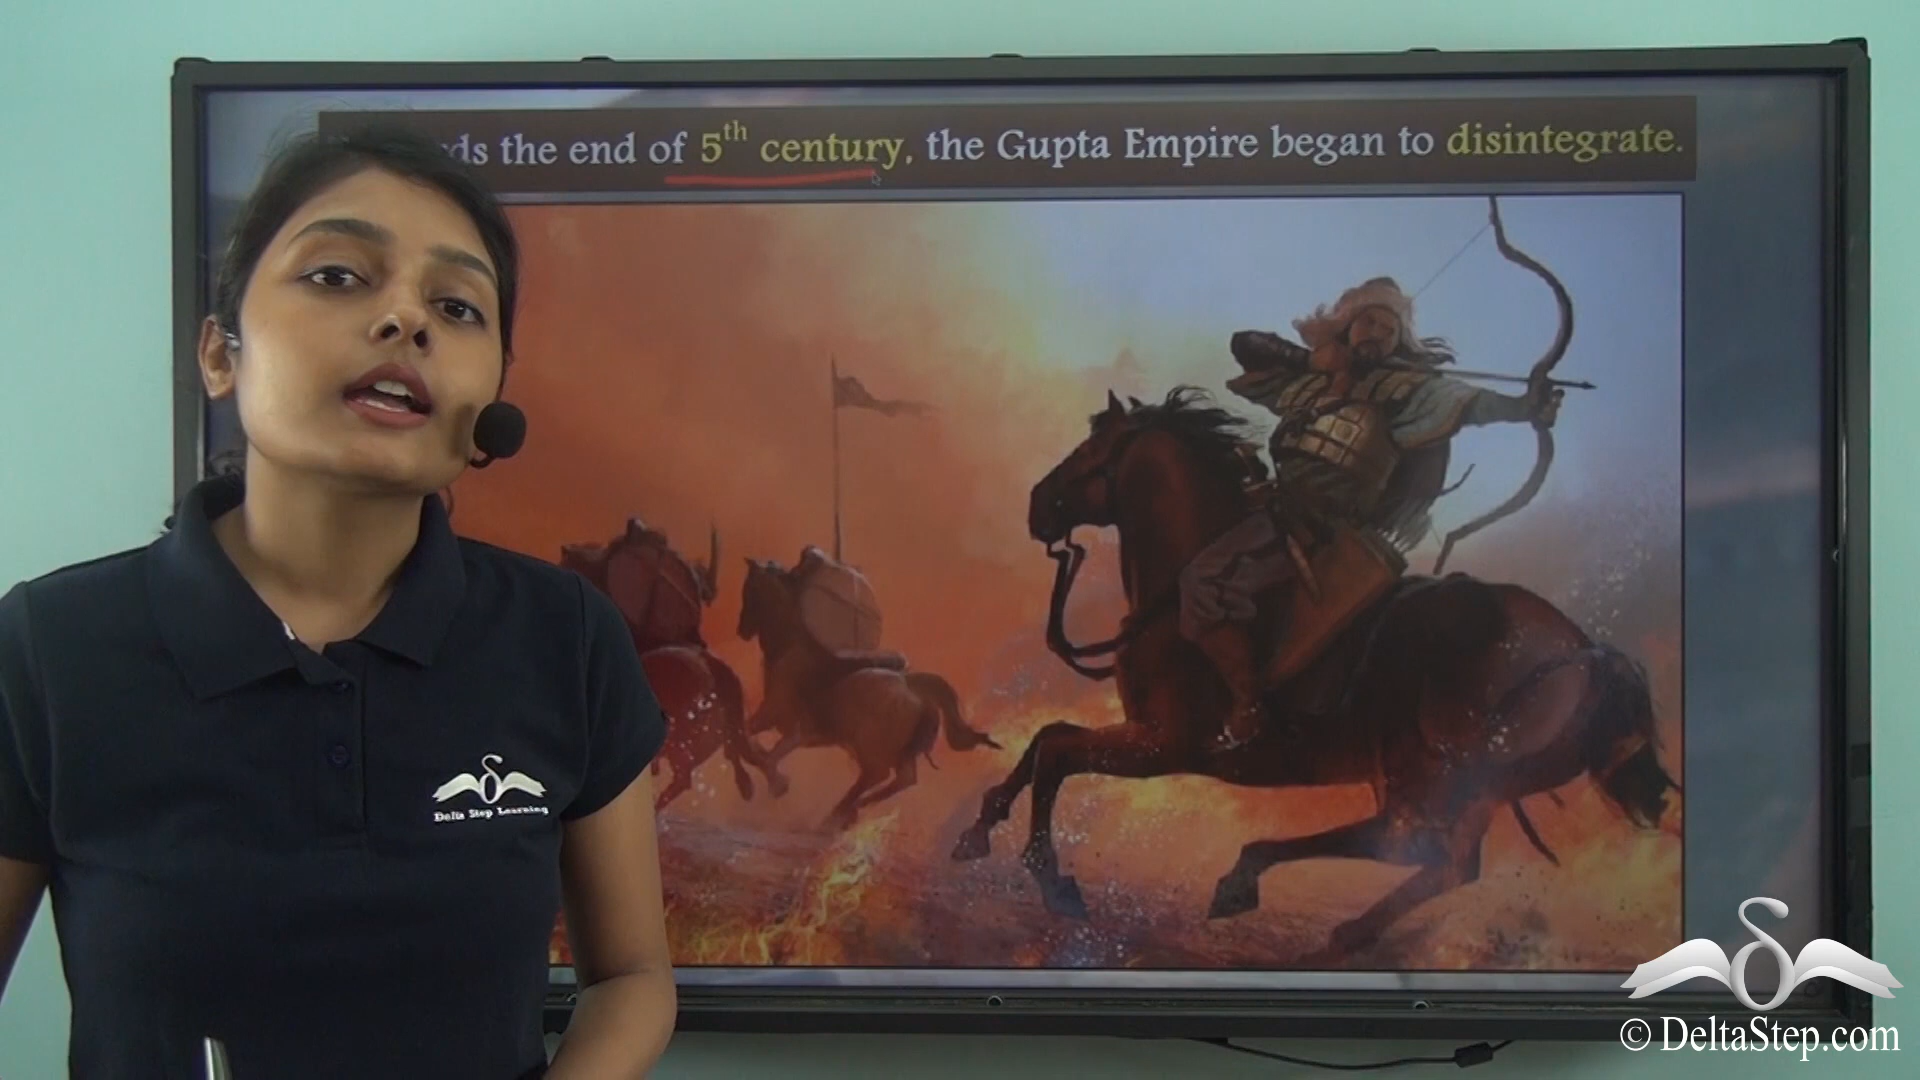 ds the end of 5th century, the Gupta Empire began to disintegrate.
Delta Step Learning
© DeltaStep.com